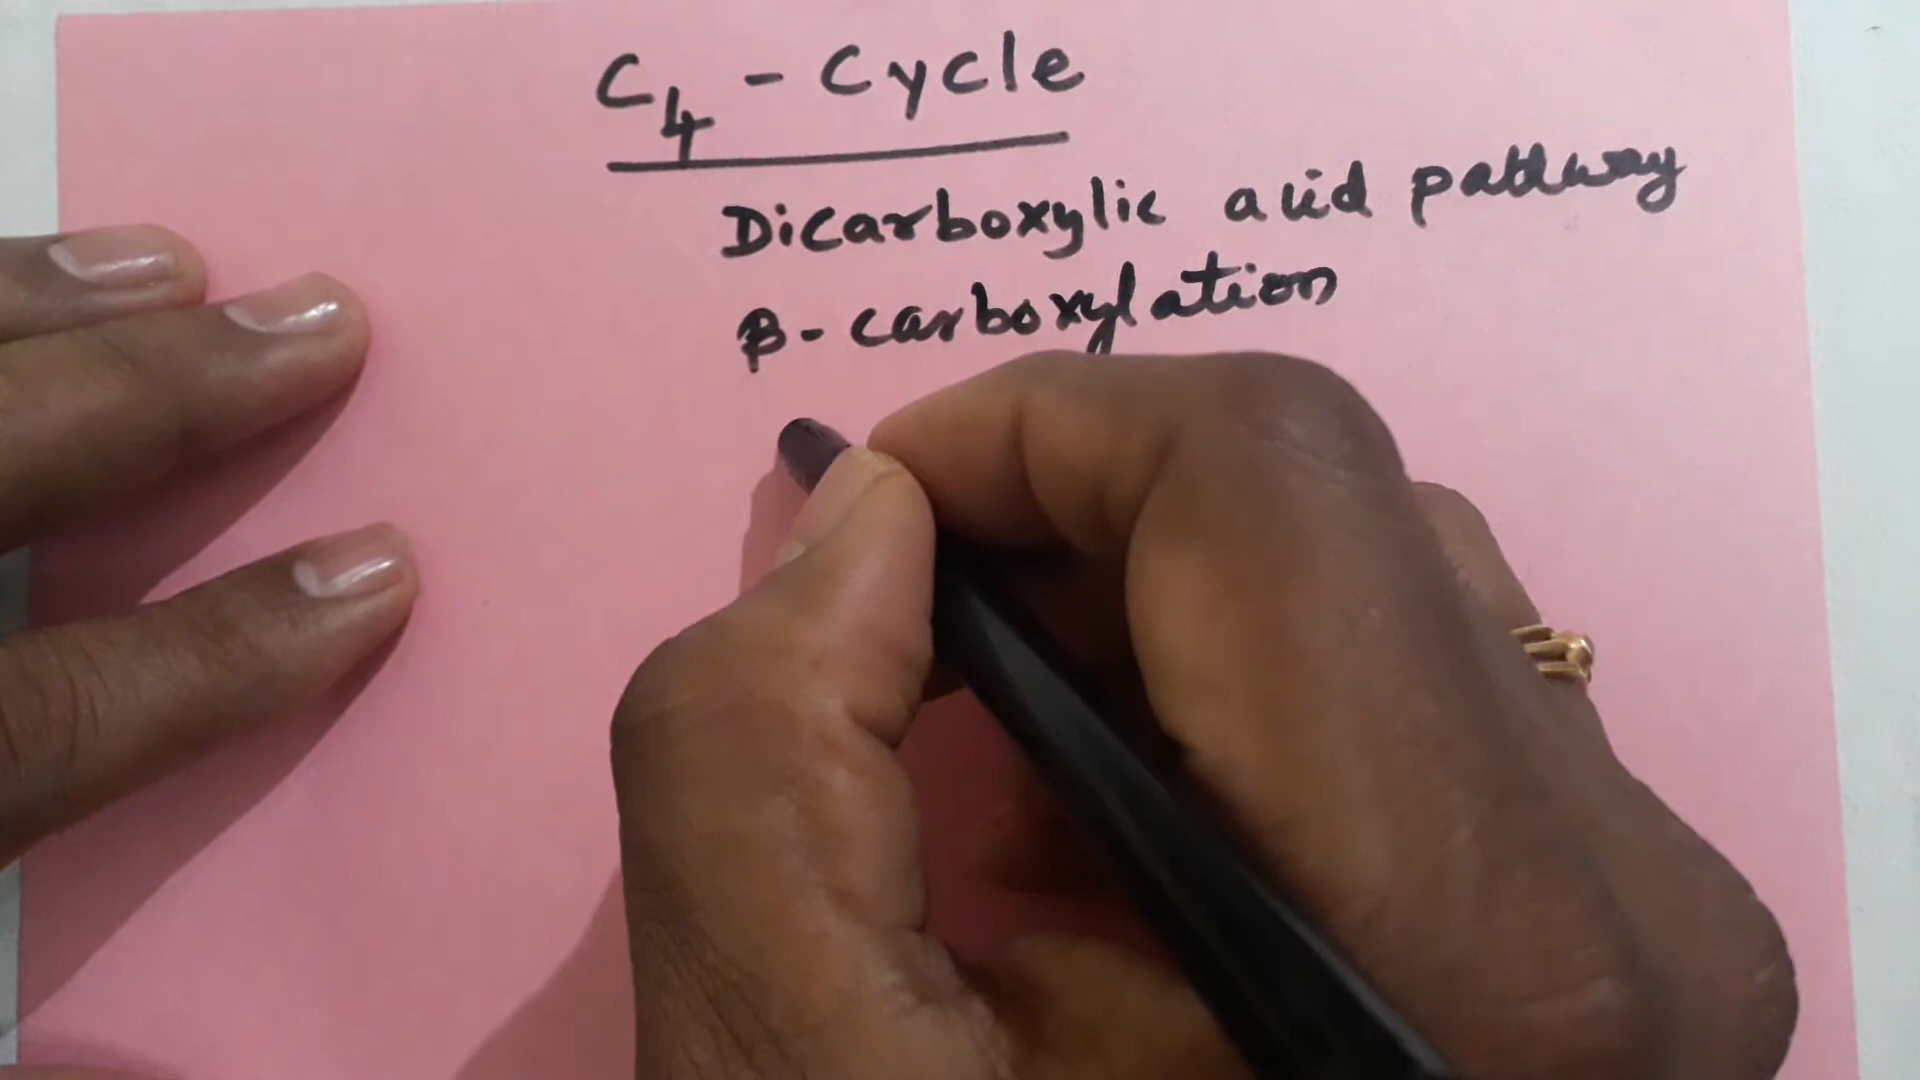 C₄ - Cycle
Dicarboxylic acid pathway
β - carboxylation